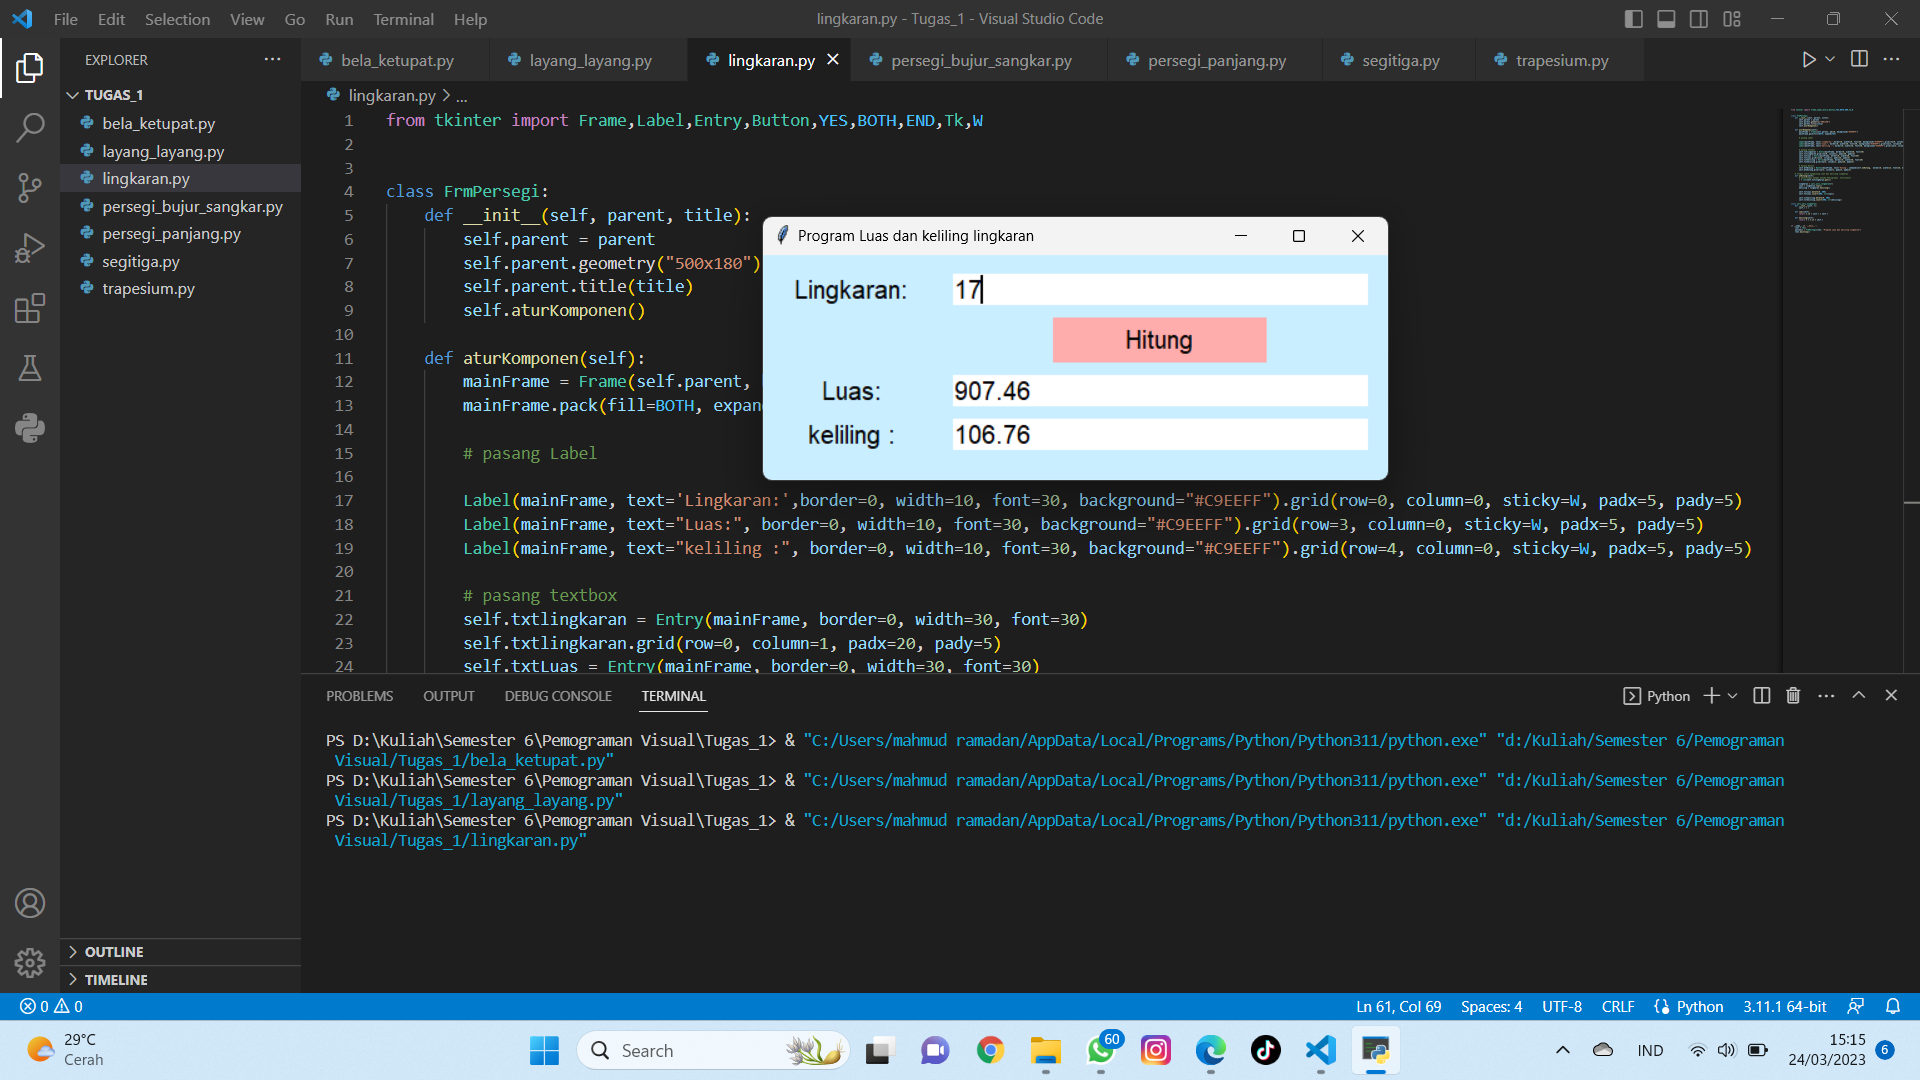 File Edit Selection View Go Run Terminal Help
lingkaran.py - Tugas_1 - Visual Studio Code
EXPLORER
TUGAS_1
bela_ketupat.py
layang_layang.py
lingkaran.py
persegi_bujur_sangkar.py
persegi_panjang.py
segitiga.py
trapesium.py
OUTLINE
TIMELINE
bela_ketupat.py layang_layang.py lingkaran.py persegi_bujur_sangkar.py persegi_panjang.py segitiga.py trapesium.py
lingkaran.py > ...
1 from tkinter import Frame,Label,Entry,Button,YES,BOTH,END,Tk,W
2
3
4 class FrmPersegi:
5 def __init__(self, parent, title):
6 self.parent = parent
7 self.parent.geometry("500x180")
8 self.parent.title(title)
9 self.aturKomponen()
10
11 def aturKomponen(self):
12 mainFrame = Frame(self.parent,
13 mainFrame.pack(fill=BOTH, expan
14
15 # pasang Label
16
17 Label(mainFrame, text='Lingkaran:',border=0, width=10, font=30, background="#C9EEFF").grid(row=0, column=0, sticky=W, padx=5, pady=5)
18 Label(mainFrame, text="Luas:", border=0, width=10, font=30, background="#C9EEFF").grid(row=3, column=0, sticky=W, padx=5, pady=5)
19 Label(mainFrame, text="keliling :", border=0, width=10, font=30, background="#C9EEFF").grid(row=4, column=0, sticky=W, padx=5, pady=5)
20
21 # pasang textbox
22 self.txtlingkaran = Entry(mainFrame, border=0, width=30, font=30)
23 self.txtlingkaran.grid(row=0, column=1, padx=20, pady=5)
24 self.txtLuas = Entry(mainFrame, border=0, width=30, font=30)
Program Luas dan keliling lingkaran
Lingkaran: 17
Hitung
Luas: 907.46
keliling : 106.76
PROBLEMS OUTPUT DEBUG CONSOLE TERMINAL
Python
PS D:\Kuliah\Semester 6\Pemograman Visual\Tugas_1> & "C:/Users/mahmud ramadan/AppData/Local/Programs/Python/Python311/python.exe" "d:/Kuliah/Semester 6/Pemograman
Visual/Tugas_1/bela_ketupat.py"
PS D:\Kuliah\Semester 6\Pemograman Visual\Tugas_1> & "C:/Users/mahmud ramadan/AppData/Local/Programs/Python/Python311/python.exe" "d:/Kuliah/Semester 6/Pemograman
Visual/Tugas_1/layang_layang.py"
PS D:\Kuliah\Semester 6\Pemograman Visual\Tugas_1> & "C:/Users/mahmud ramadan/AppData/Local/Programs/Python/Python311/python.exe" "d:/Kuliah/Semester 6/Pemograman
Visual/Tugas_1/lingkaran.py"
0 0
Ln 61, Col 69 Spaces: 4 UTF-8 CRLF Python 3.11.1 64-bit
29°C
Cerah
Search
60
IND
15:15
24/03/2023
6